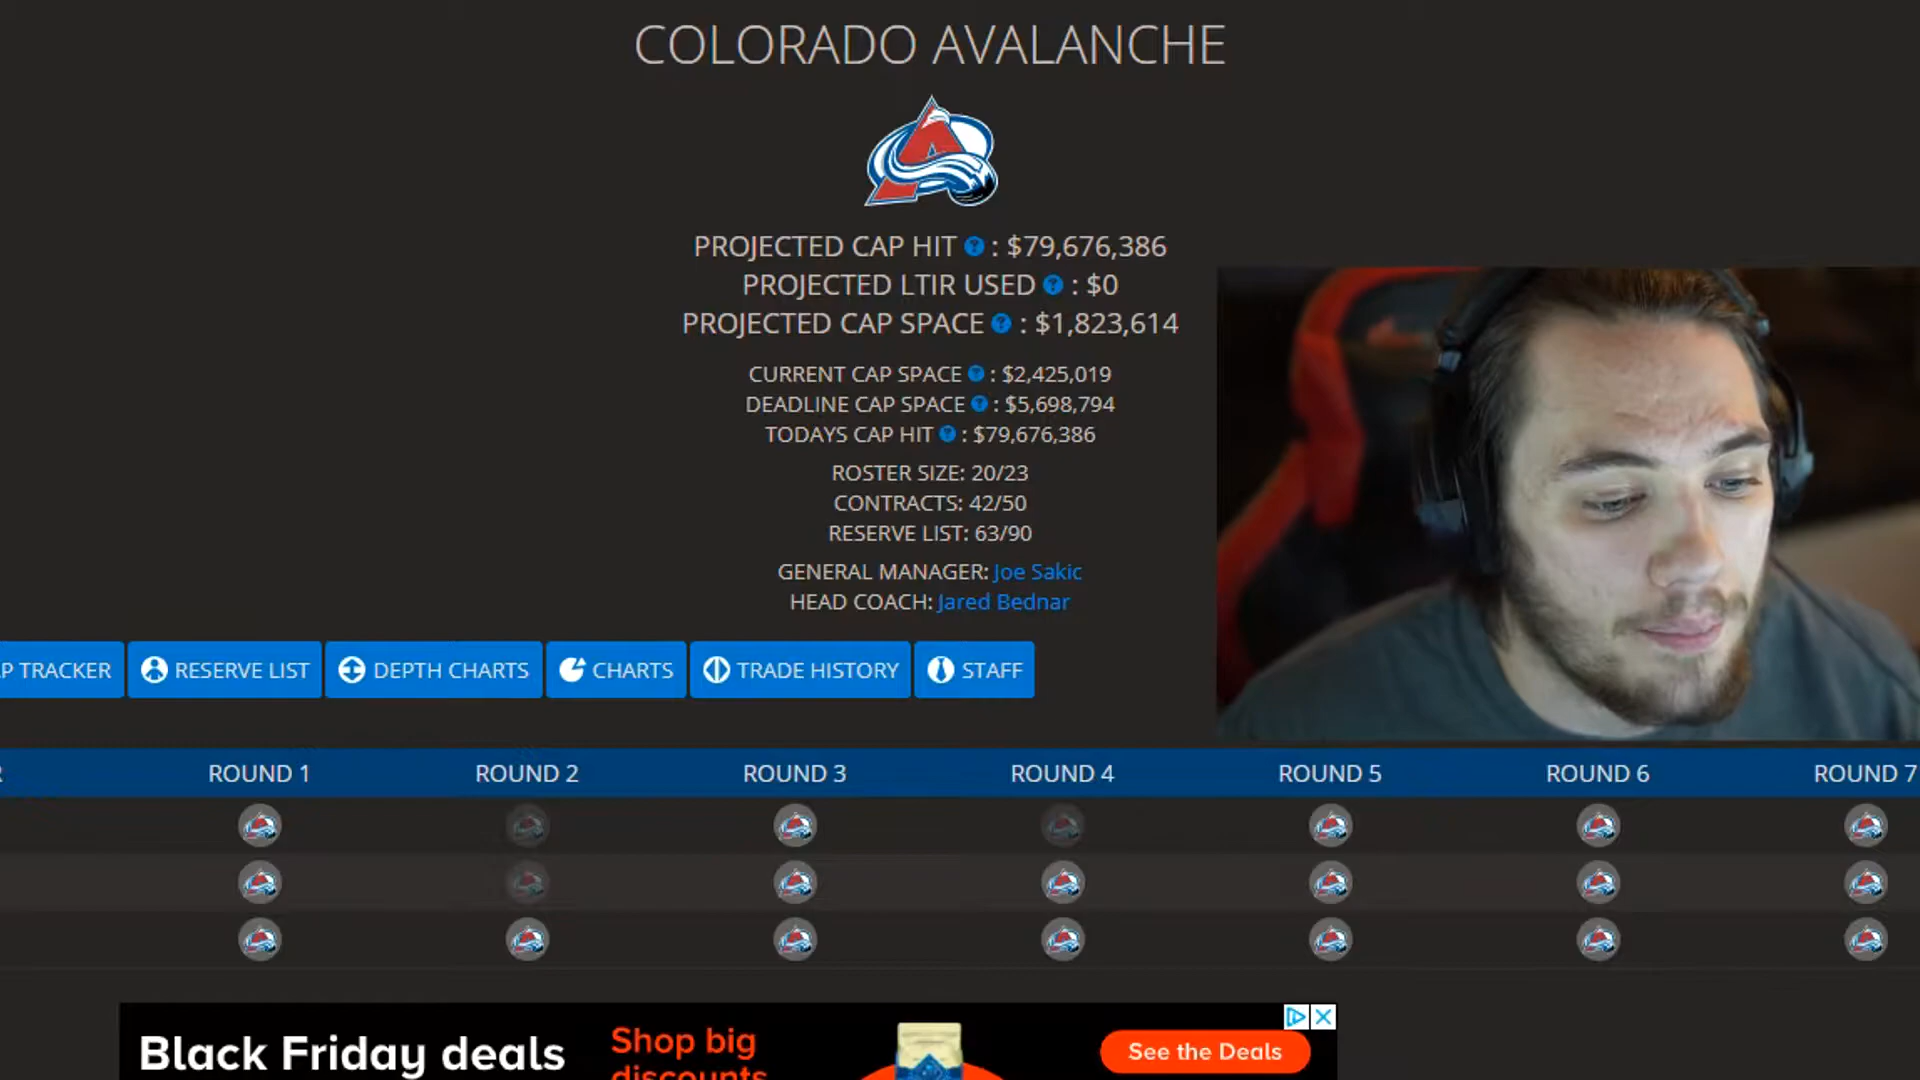 COLORADO AVALANCHE
PROJECTED CAP HIT ? : $79,676,386
PROJECTED LTIR USED ? : $0
PROJECTED CAP SPACE ? : $1,823,614
CURRENT CAP SPACE ? : $2,425,019
DEADLINE CAP SPACE ? : $5,698,794
TODAYS CAP HIT ? : $79,676,386
ROSTER SIZE: 20/23
CONTRACTS: 42/50
RESERVE LIST: 63/90
GENERAL MANAGER: Joe Sakic
HEAD COACH: Jared Bednar
P TRACKER RESERVE LIST DEPTH CHARTS CHARTS TRADE HISTORY STAFF
R ROUND 1 ROUND 2 ROUND 3 ROUND 4 ROUND 5 ROUND 6 ROUND 7
Black Friday deals
Shop big
discounts
See the Deals